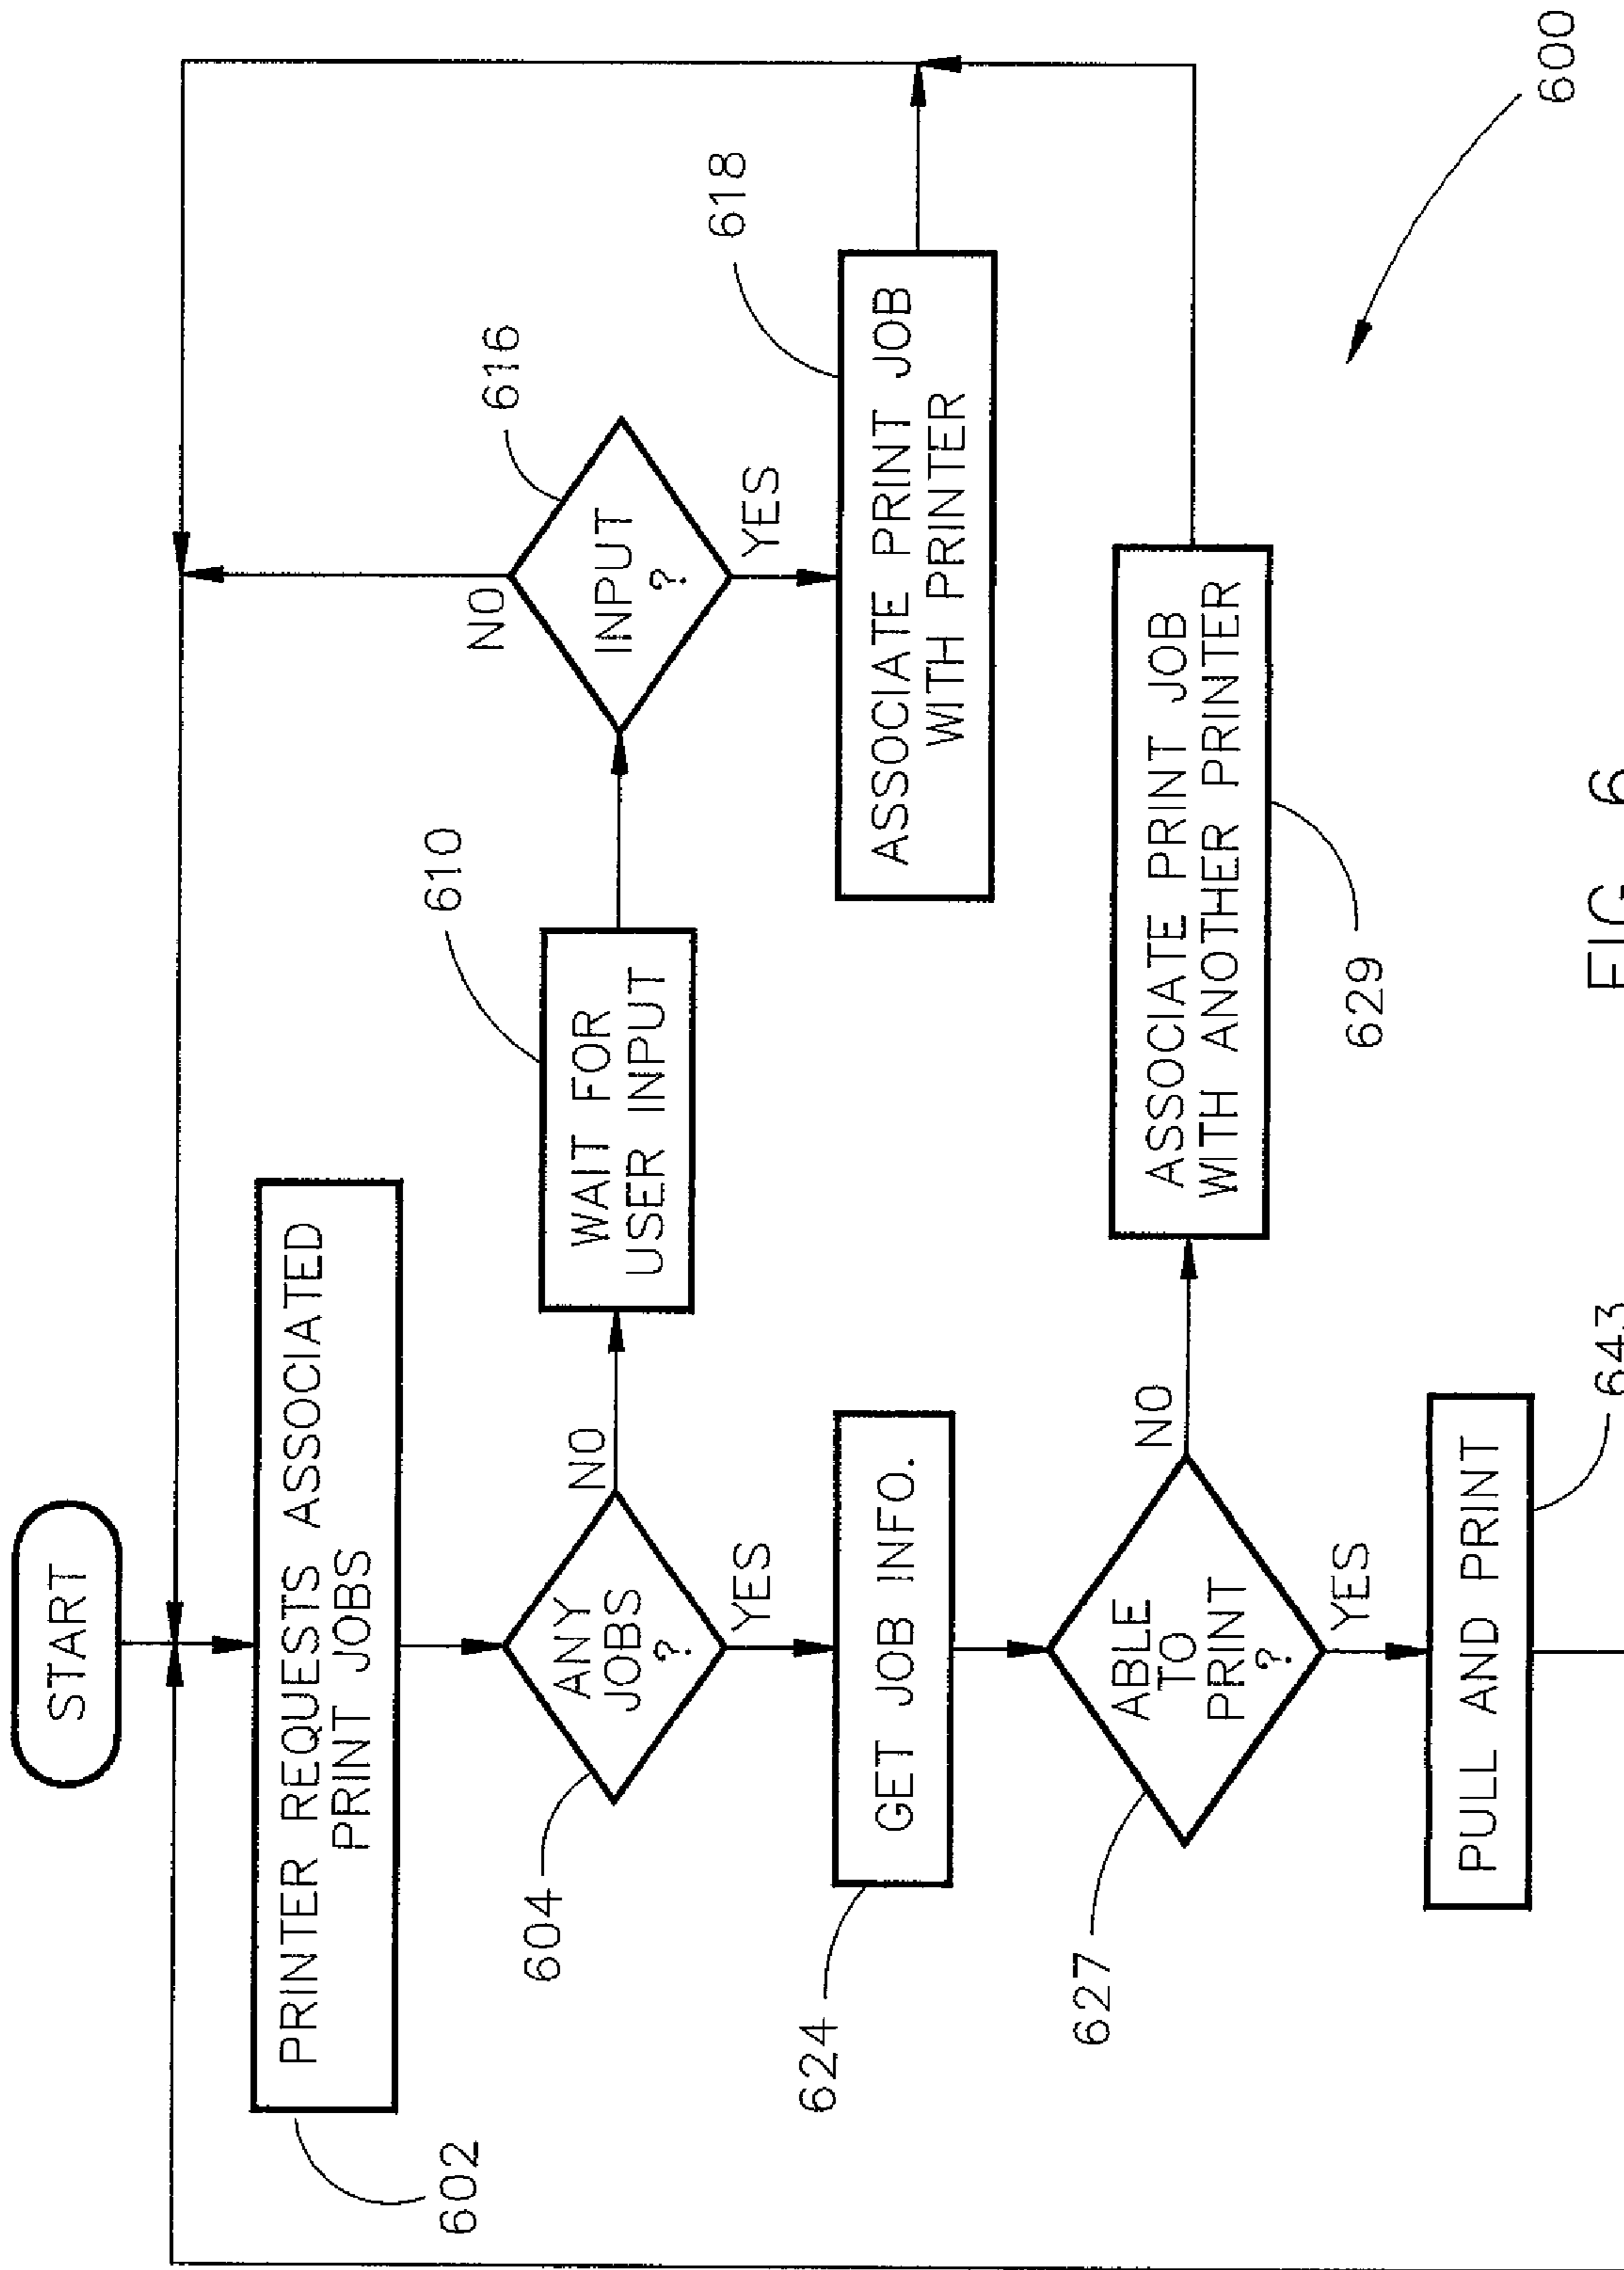 START
PRINTER REQUESTS ASSOCIATED
PRINT JOBS
602
ANY
JOBS
?
604
NO
YES
WAIT FOR
USER INPUT
610
INPUT
?
616
NO
YES
ASSOCIATE PRINT JOB
WITH PRINTER
618
GET JOB INFO.
624
ABLE
TO
PRINT
?
627
NO
YES
ASSOCIATE PRINT JOB
WITH ANOTHER PRINTER
629
PULL AND PRINT
643
600
FIG. 6